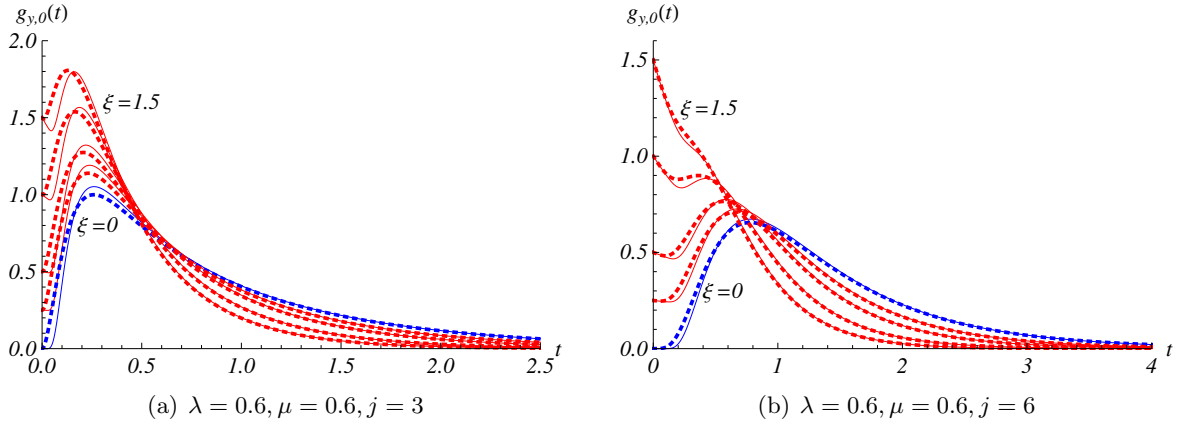 g_{y,0}(t)
2.0
1.5
1.0
0.5
0.0
ξ=1.5
ξ=0
0.0 0.5 1.0 1.5 2.0 2.5 t
(a) λ = 0.6, μ = 0.6, j = 3
g_{y,0}(t)
1.5
1.0
0.5
0.0
ξ=1.5
ξ=0
0 1 2 3 4 t
(b) λ = 0.6, μ = 0.6, j = 6